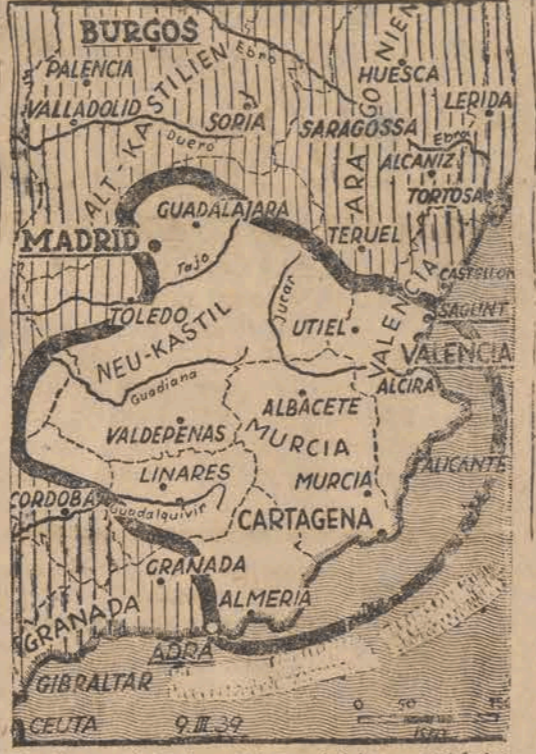 BURGOS
PALENCIA
VALLADOLID
SORIA
Ebro
HUESCA
LERIDA
SARAGOSSA
Ebro
ALCANIZ
TORTOSA
ARAGONIEN
ALT-KASTILIEN
Duero
GUADALAJARA
MADRID
TERUEL
Tajo
CASTELLON
TOLEDO
Jucar
UTIEL
VALENCIA
SAGUNT
VALENCIA
NEU-KASTIL
Guadiana
ALCIRA
ALBACETE
VALDEPEÑAS
MURCIA
LINARES
MURCIA
ALICANTE
CORDOBA
Guadalquivir
CARTAGENA
GRANADA
ALMERIA
GRANADA
ADRA
GIBRALTAR
CEUTA
9.III.39
0 50